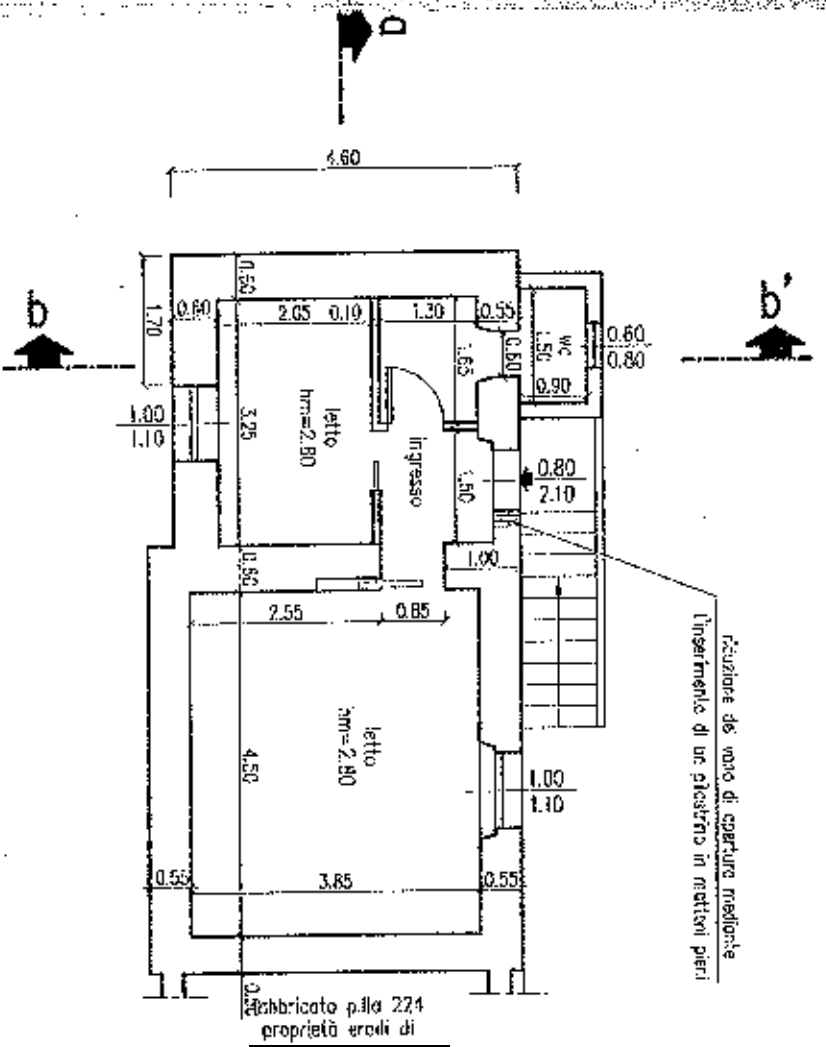 a
4.60
b
b'
1.70
0.50
0.60
2.05
0.10
1.30
0.55
1.65
0.60
wc
1.50
0.90
0.60
0.80
1.00
1.10
3.25
letto
hm=2.80
ingresso
1.50
0.80
2.10
1.00
2.55
0.85
letto
hm=2.80
4.50
1.00
1.10
0.55
3.85
0.55
riduzione del vano di apertura mediante
l'inserimento di un pilastrino in mattoni pieni
fabbricato p.lla 224
proprietà eredi di